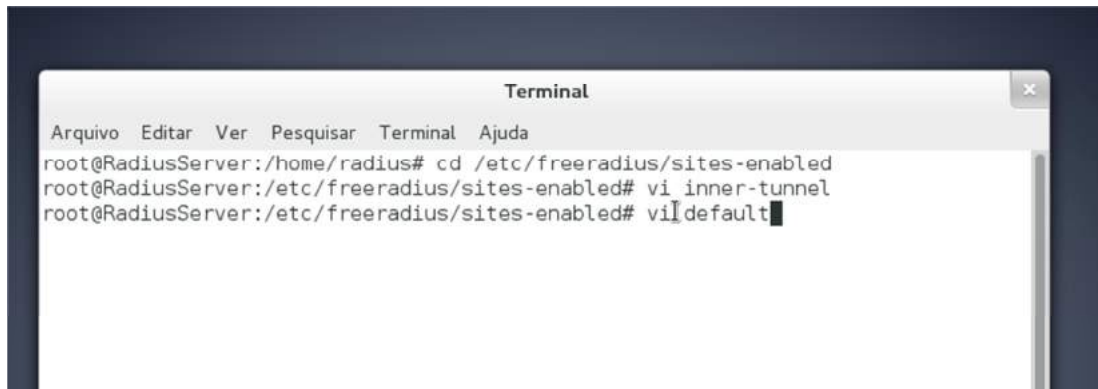 Terminal
Arquivo Editar Ver Pesquisar Terminal Ajuda
root@RadiusServer:/home/radius# cd /etc/freeradius/sites-enabled
root@RadiusServer:/etc/freeradius/sites-enabled# vi inner-tunnel
root@RadiusServer:/etc/freeradius/sites-enabled# vi default